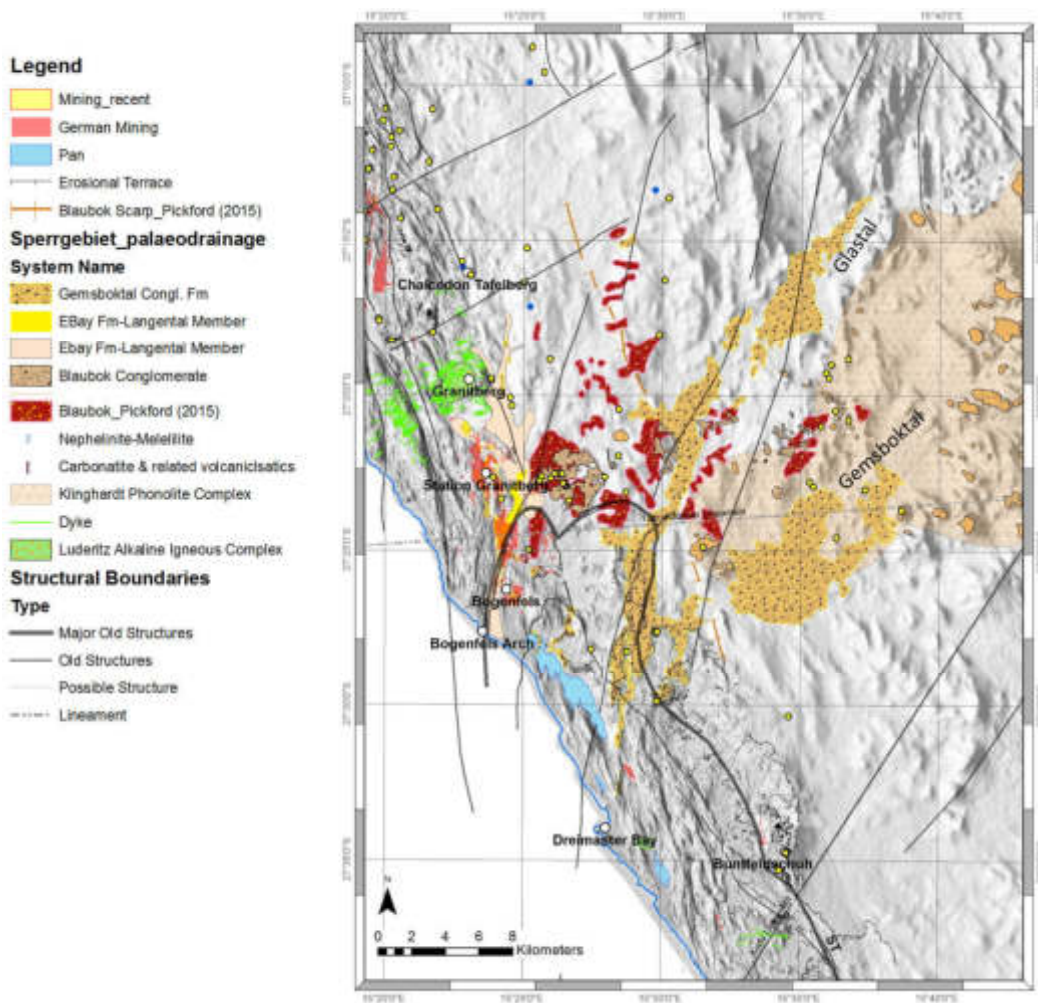 Legend
Mining_recent
German Mining
Pan
Erosional Terrace
Blaubok Scarp_Pickford (2015)
Sperrgebiet_palaeodrainage
System Name
Gemsboktal Congl. Fm
EBay Fm-Langental Member
Ebay Fm-Langental Member
Blaubok Conglomerate
Blaubok_Pickford (2015)
Nephelinite-Melelilite
Carbonatite & related volcaniclsatics
Klinghardt Phonolite Complex
Dyke
Luderitz Alkaline Igneous Complex
Structural Boundaries
Type
Major Old Structures
Old Structures
Possible Structure
Lineament
Glastal
Chalcedon Tafelberg
Granitberg
Gemsboktal
Station Granitberg
Bogenfels
Bogenfels Arch
Dreimaster Bay
Buntfeldschuh
ST
N
0 2 4 6 8
Kilometers